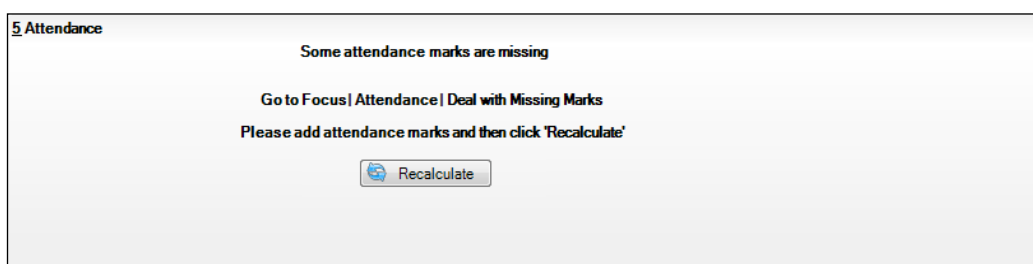 5 Attendance
Some attendance marks are missing
Go to Focus| Attendance| Deal with Missing Marks
Please add attendance marks and then click 'Recalculate'
Recalculate